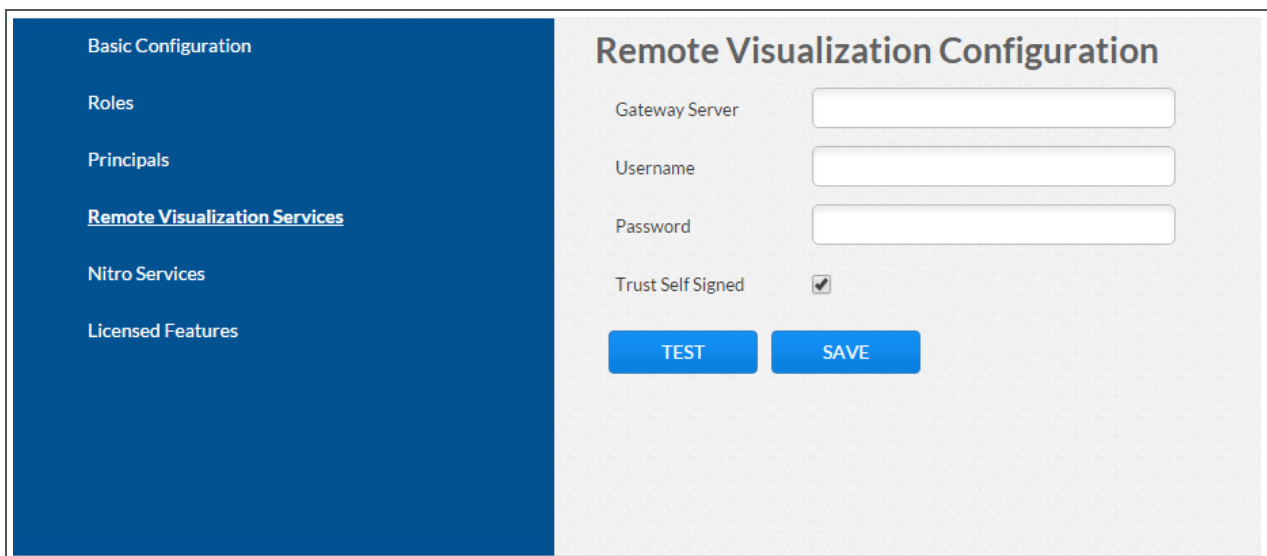 Basic Configuration
Roles
Principals
Remote Visualization Services
Nitro Services
Licensed Features
Remote Visualization Configuration
Gateway Server
Username
Password
Trust Self Signed
TEST
SAVE